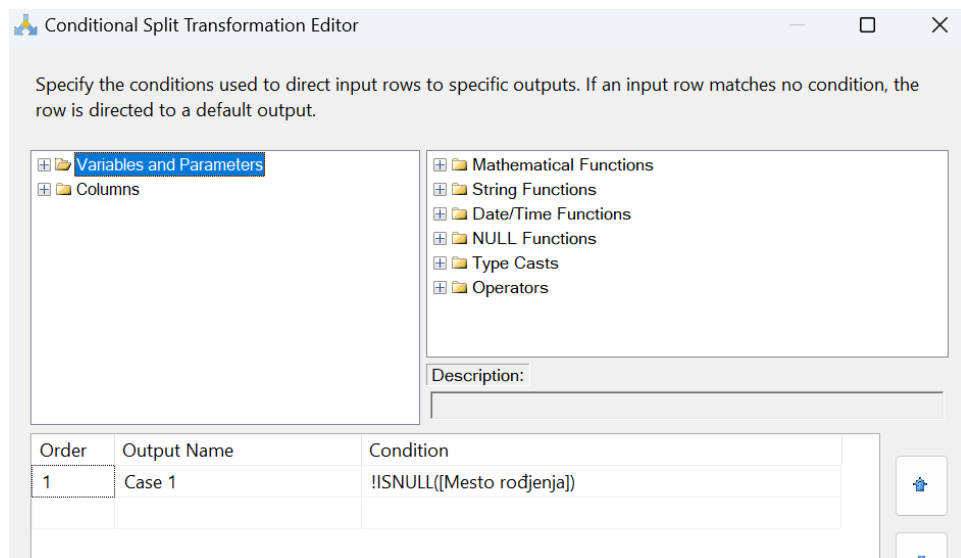 Conditional Split Transformation Editor
Specify the conditions used to direct input rows to specific outputs. If an input row matches no condition, the
row is directed to a default output.
Variables and Parameters
Columns
Mathematical Functions
String Functions
Date/Time Functions
NULL Functions
Type Casts
Operators
Description:
Order Output Name Condition
1 Case 1 !ISNULL([Mesto rodjenja])